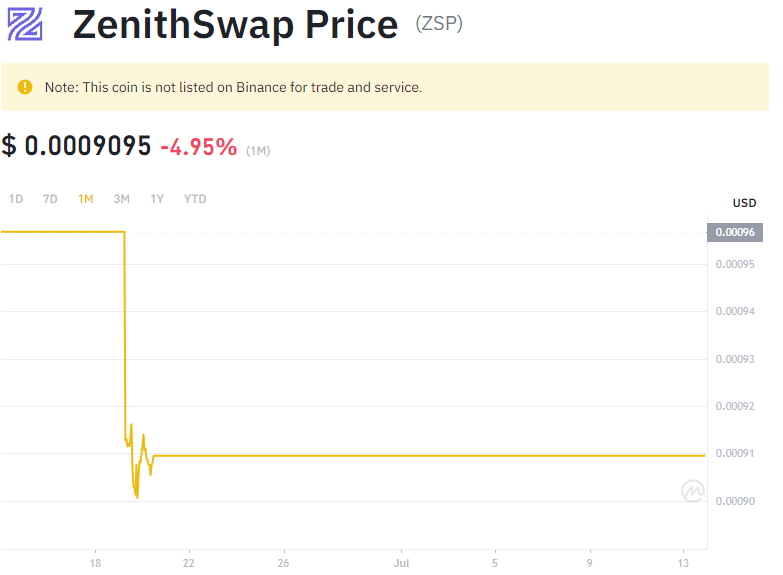 ZenithSwap Price (ZSP)
Note: This coin is not listed on Binance for trade and service.
$ 0.0009095 -4.95% (1M)
1D 7D 1M 3M 1Y YTD
USD
0.00096
0.00095
0.00094
0.00093
0.00092
0.00091
0.00090
18 22 26 Jul 5 9 13